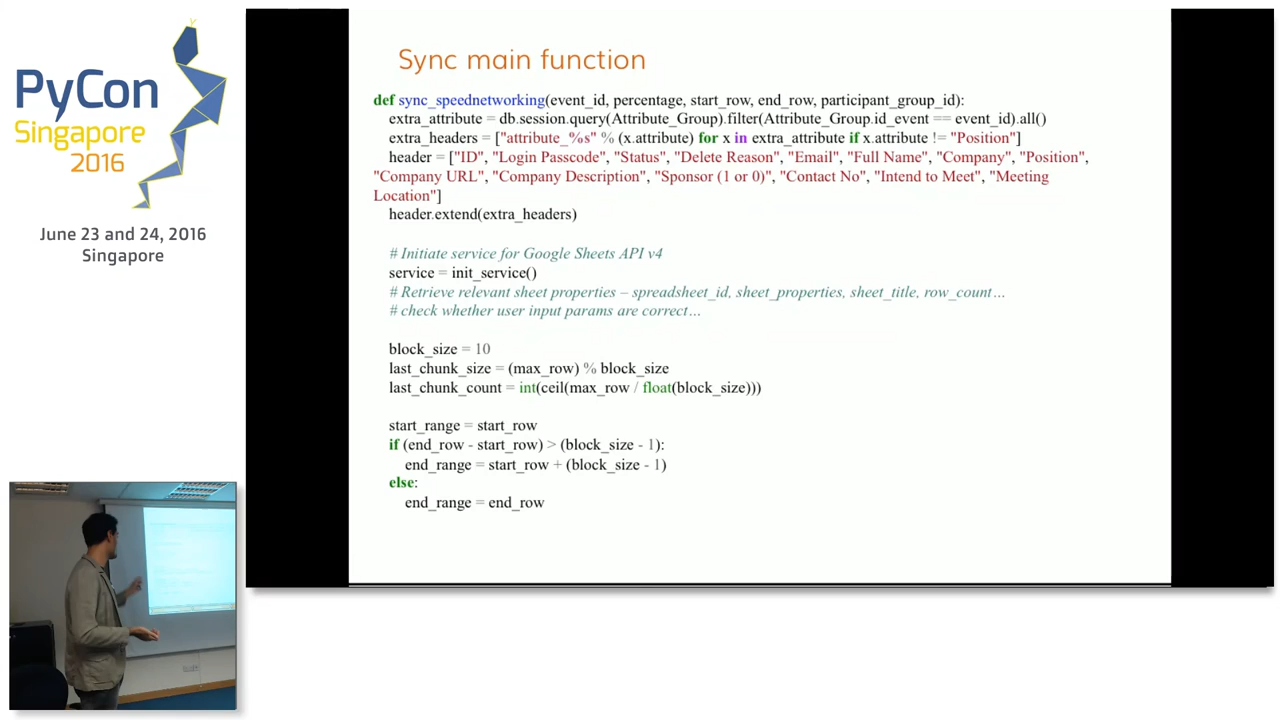 PyCon
Singapore
2016
June 23 and 24, 2016
Singapore
Sync main function
def sync_speednetworking(event_id, percentage, start_row, end_row, participant_group_id):
extra_attribute = db.session.query(Attribute_Group).filter(Attribute_Group.id_event == event_id).all()
extra_headers = ["attribute_%s" % (x.attribute) for x in extra_attribute if x.attribute != "Position"]
header = ["ID", "Login Passcode", "Status", "Delete Reason", "Email", "Full Name", "Company", "Position",
"Company URL", "Company Description", "Sponsor (1 or 0)", "Contact No", "Intend to Meet", "Meeting
Location"]
header.extend(extra_headers)
# Initiate service for Google Sheets API v4
service = init_service()
# Retrieve relevant sheet properties – spreadsheet_id, sheet_properties, sheet_title, row_count…
# check whether user input params are correct…
block_size = 10
last_chunk_size = (max_row) % block_size
last_chunk_count = int(ceil(max_row / float(block_size)))
start_range = start_row
if (end_row - start_row) > (block_size - 1):
end_range = start_row + (block_size - 1)
else:
end_range = end_row